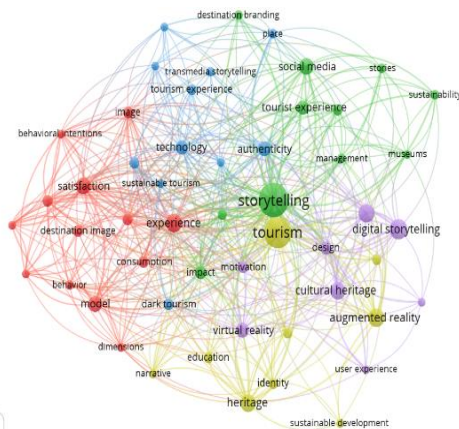 destination branding
place
social media
stories
transmedia storytelling
tourism experience
sustainability
image
tourist experience
behavioral intentions
technology
authenticity
management
museums
satisfaction
sustainable tourism
storytelling
experience
destination image
tourism
digital storytelling
design
consumption
impact
motivation
behavior
cultural heritage
model
dark tourism
augmented reality
virtual reality
dimensions
education
narrative
user experience
identity
heritage
sustainable development